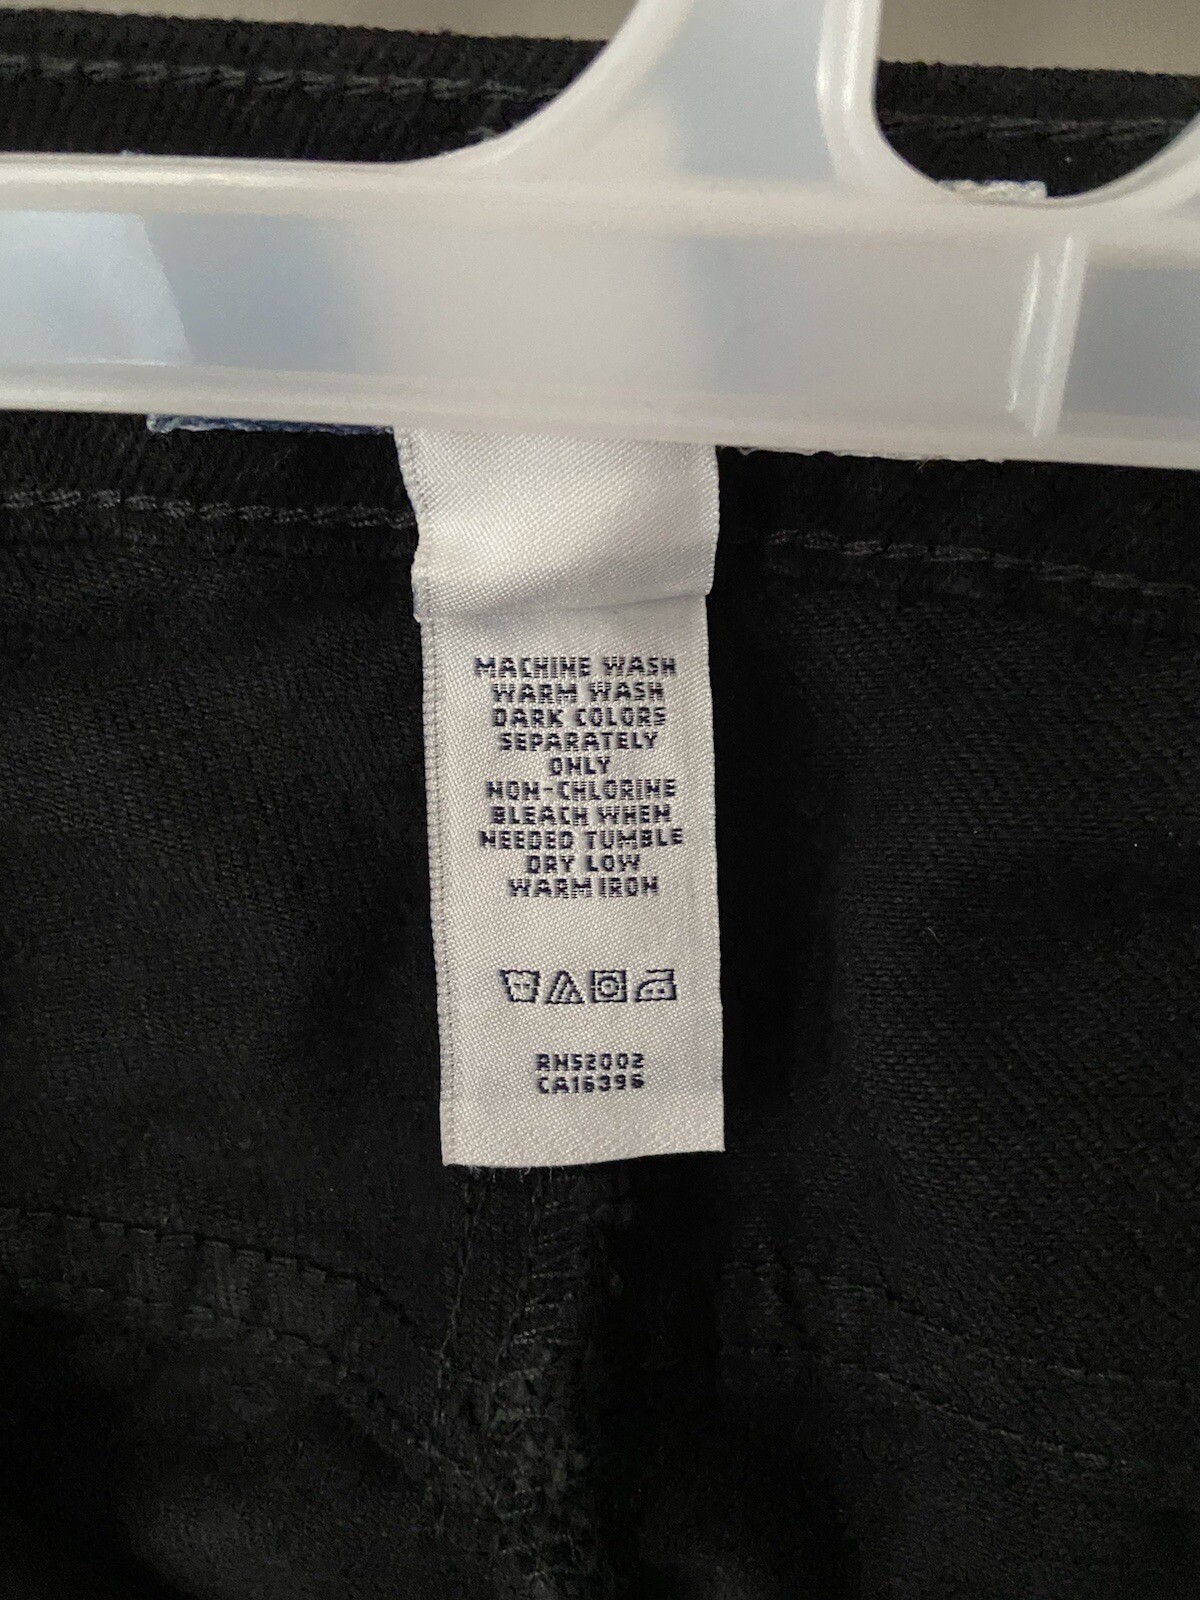 MACHINE WASH
WARM WASH
DARK COLORS
SEPARATELY
ONLY
NON-CHLORINE
BLEACH WHEN
NEEDED TUMBLE
DRY LOW
WARM IRON
RN52002
CA16396